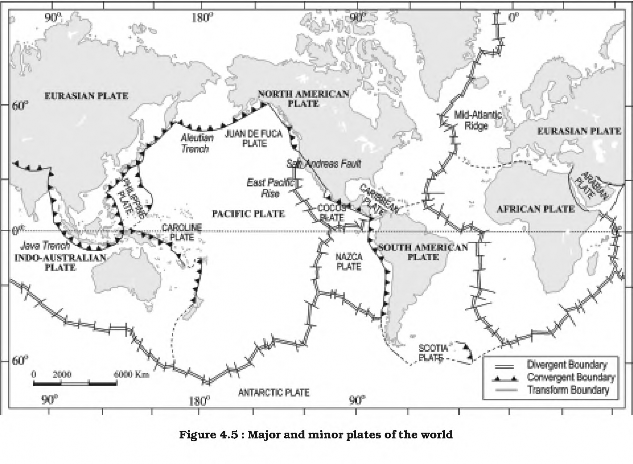 90°
180°
90°
0°
EURASIAN PLATE
NORTH AMERICAN
PLATE
60°
Aleutian
Trench
JUAN DE FUCA
PLATE
Mid-Atlantic
Ridge
EURASIAN PLATE
San Andreas Fault
East Pacific
Rise
PHILIPPINE
PLATE
CARIBBEAN
PLATE
ARABIAN
PLATE
PACIFIC PLATE
COCOS
PLATE
AFRICAN PLATE
0°
CAROLINE
PLATE
0°
Java Trench
INDO-AUSTRALIAN
PLATE
SOUTH AMERICAN
PLATE
NAZCA
PLATE
SCOTIA
PLATE
60°
0 2000 6000 Km
ANTARCTIC PLATE
Divergent Boundary
Convergent Boundary
Transform Boundary
90°
180°
90°
Figure 4.5 : Major and minor plates of the world